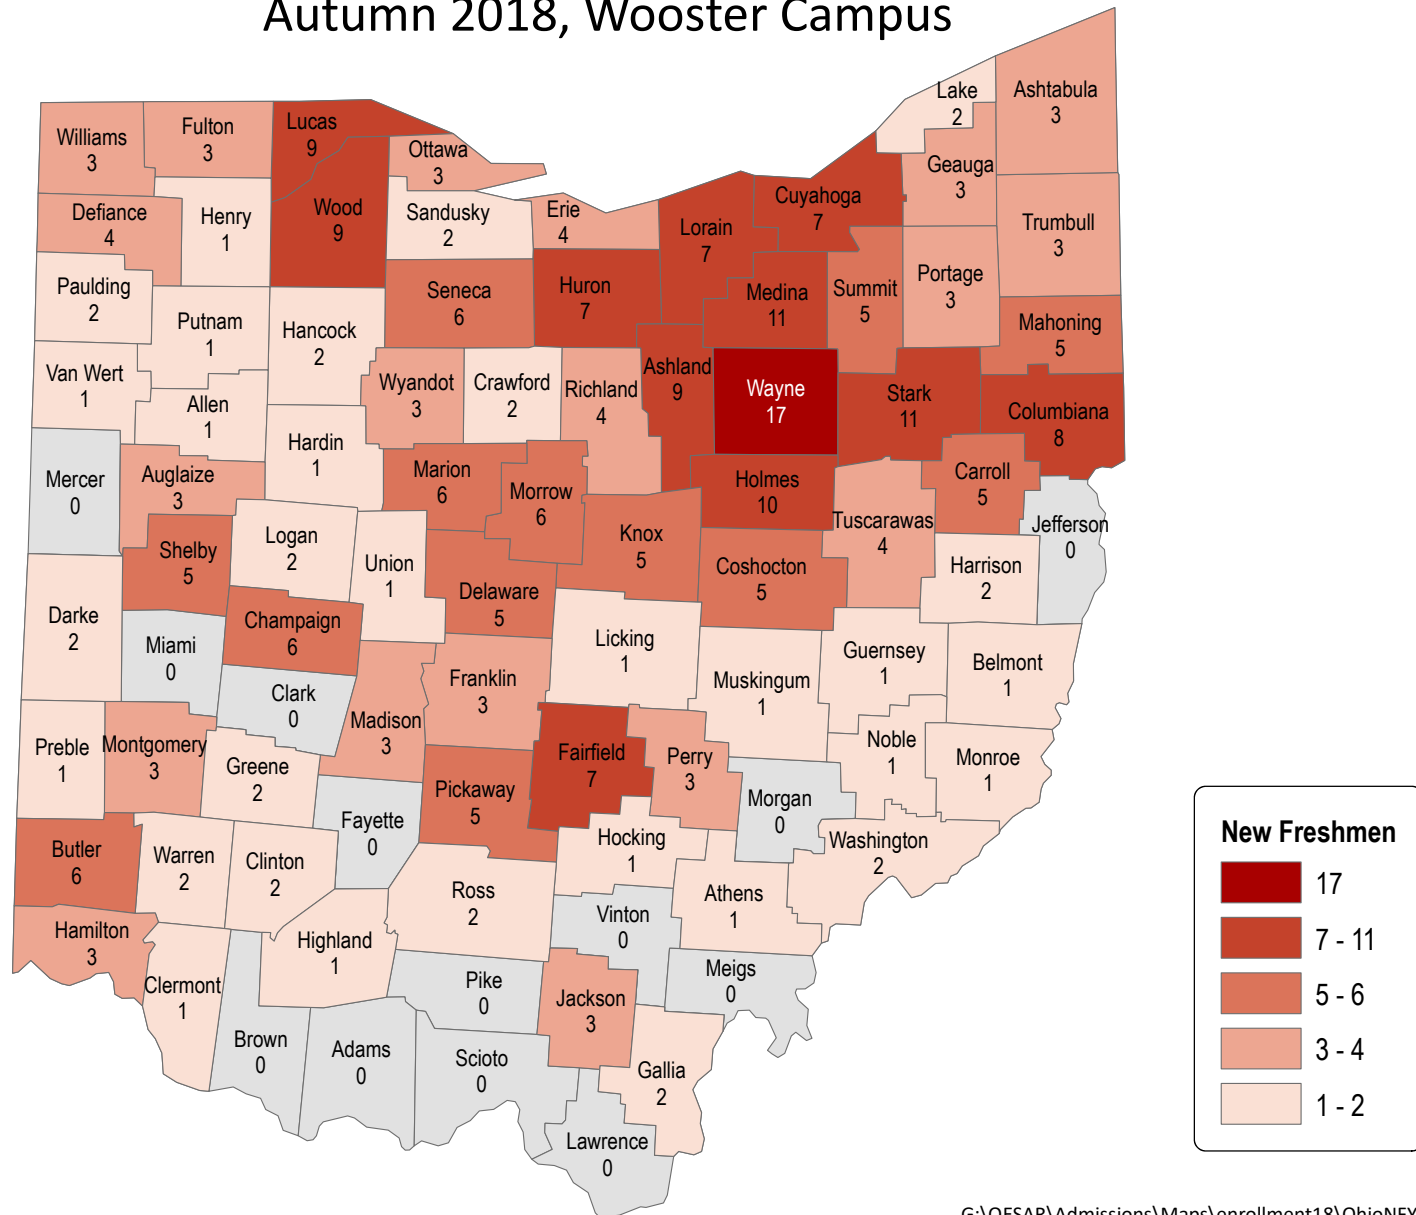 Autumn 2018, Wooster Campus
Williams
3
Fulton
3
Lucas
9
Ottawa
3
Lake
2
Ashtabula
3
Geauga
3
Defiance
4
Henry
1
Wood
9
Sandusky
2
Erie
4
Lorain
7
Cuyahoga
7
Trumbull
3
Paulding
2
Putnam
1
Hancock
2
Seneca
6
Huron
7
Medina
11
Summit
5
Portage
3
Mahoning
5
Van Wert
1
Allen
1
Wyandot
3
Crawford
2
Richland
4
Ashland
9
Wayne
17
Stark
11
Columbiana
8
Mercer
0
Auglaize
3
Hardin
1
Marion
6
Morrow
6
Holmes
10
Carroll
5
Shelby
5
Logan
2
Union
1
Delaware
5
Knox
5
Coshocton
5
Tuscarawas
4
Harrison
2
Jefferson
0
Darke
2
Miami
0
Champaign
6
Clark
0
Madison
3
Franklin
3
Licking
1
Muskingum
1
Guernsey
1
Belmont
1
Preble
1
Montgomery
3
Greene
2
Fayette
0
Pickaway
5
Fairfield
7
Perry
3
Morgan
0
Noble
1
Monroe
1
Butler
6
Warren
2
Clinton
2
Ross
2
Hocking
1
Athens
1
Washington
2
Hamilton
3
Clermont
1
Highland
1
Pike
0
Vinton
0
Meigs
0
Brown
0
Adams
0
Scioto
0
Jackson
3
Gallia
2
Lawrence
0
New Freshmen
17
7 - 11
5 - 6
3 - 4
1 - 2